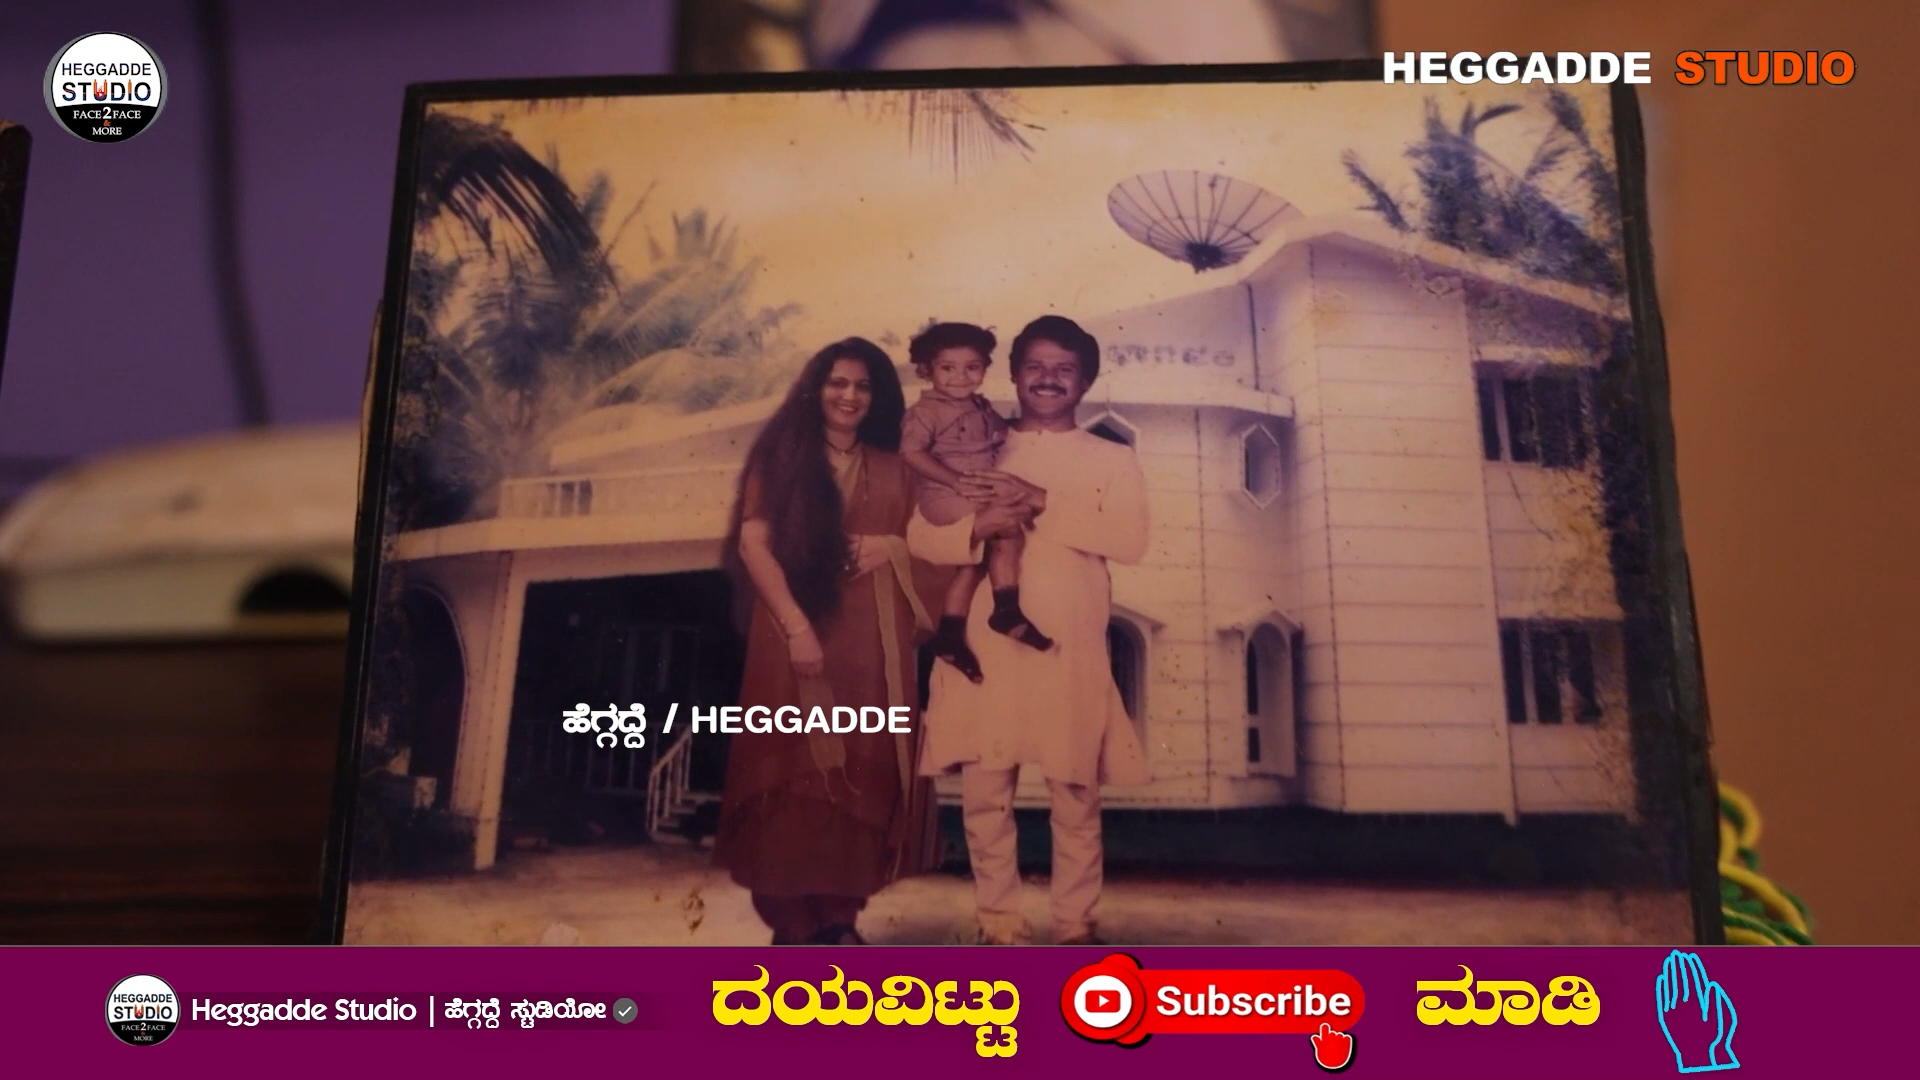 HEGGADDE
STUDIO
FACE2FACE
&
MORE
HEGGADDE STUDIO
ಹೆಗ್ಗದ್ದೆ / HEGGADDE
HEGGADDE
STUDIO
FACE2FACE
MORE
Heggadde Studio | ಹೆಗ್ಗದ್ದೆ ಸ್ಟುಡಿಯೋ
ದಯವಿಟ್ಟು Subscribe ಮಾಡಿ